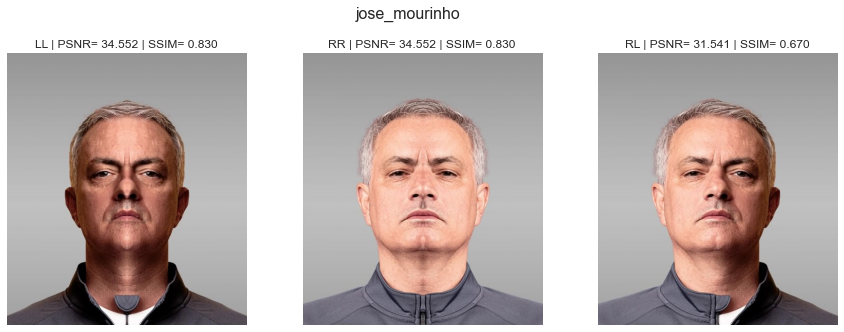 jose_mourinho
LL | PSNR= 34.552 | SSIM= 0.830
RR | PSNR= 34.552 | SSIM= 0.830
RL | PSNR= 31.541 | SSIM= 0.670